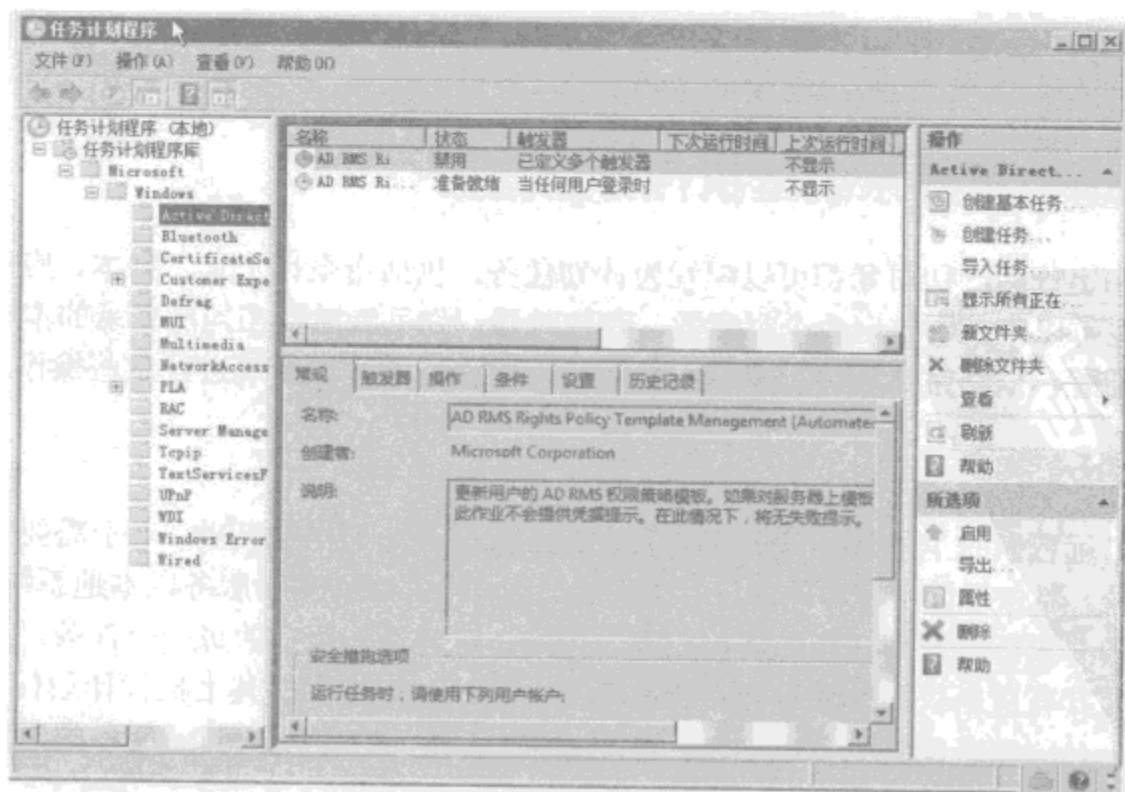 任务计划程序
文件(F) 操作(A) 查看(V) 帮助(H)
任务计划程序 (本地)
任务计划程序库
Microsoft
Windows
Active Direct
Bluetooth
CertificateSe
Customer Expe
Defrag
MUI
Multimedia
NetworkAccess
PLA
RAC
Server Manage
Tcpip
TextServicesF
UPnP
WDI
Windows Error
Wired
名称 状态 触发器 下次运行时间 上次运行时间
AD RMS Ri... 禁用 已定义多个触发器 不显示
AD RMS Ri... 准备就绪 当任何用户登录时 不显示
常规 触发器 操作 条件 设置 历史记录
名称: AD RMS Rights Policy Template Management (Automated
创建者: Microsoft Corporation
说明: 更新用户的 AD RMS 权限策略模板。如果对服务器上模板
此作业不会提供凭据提示。在此情况下，将无失败提示。
安全措施选项
运行任务时，请使用下列用户帐户:
操作
Active Direct...
创建基本任务...
创建任务...
导入任务...
显示所有正在...
新文件夹...
删除文件夹
查看
刷新
帮助
所选项
启用
导出...
属性
删除
帮助